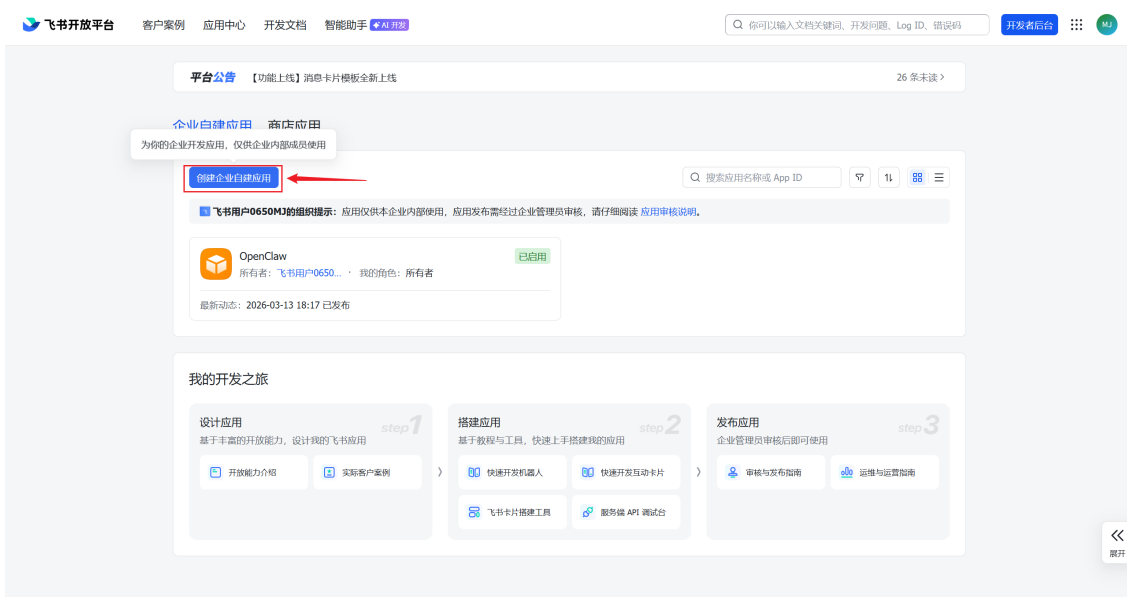 飞书开放平台 客户案例 应用中心 开发文档 智能助手 AI 开发 你可以输入文档关键词、开发问题、Log ID、错误码 开发者后台 MJ
平台公告 【功能上线】消息卡片模板全新上线 26 条未读
企业自建应用 商店应用
为你的企业开发应用，仅供企业内部成员使用
创建企业自建应用 搜索应用名称或 App ID
飞书用户0650MJ的组织提示：应用仅供本企业内部使用，应用发布需经过企业管理员审核，请仔细阅读 应用审核说明。
OpenClaw 已启用
所有者：飞书用户0650... · 我的角色：所有者
最新动态：2026-03-13 18:17 已发布
我的开发之旅
设计应用 step 1
基于丰富的开放能力，设计我的飞书应用
开放能力介绍 实际客户案例
搭建应用 step 2
基于教程与工具，快速上手搭建我的应用
快速开发机器人 快速开发互动卡片
飞书卡片搭建工具 服务端 API 调试台
发布应用 step 3
企业管理员审核后即可使用
审核与发布指南 运维与运营指南
展开